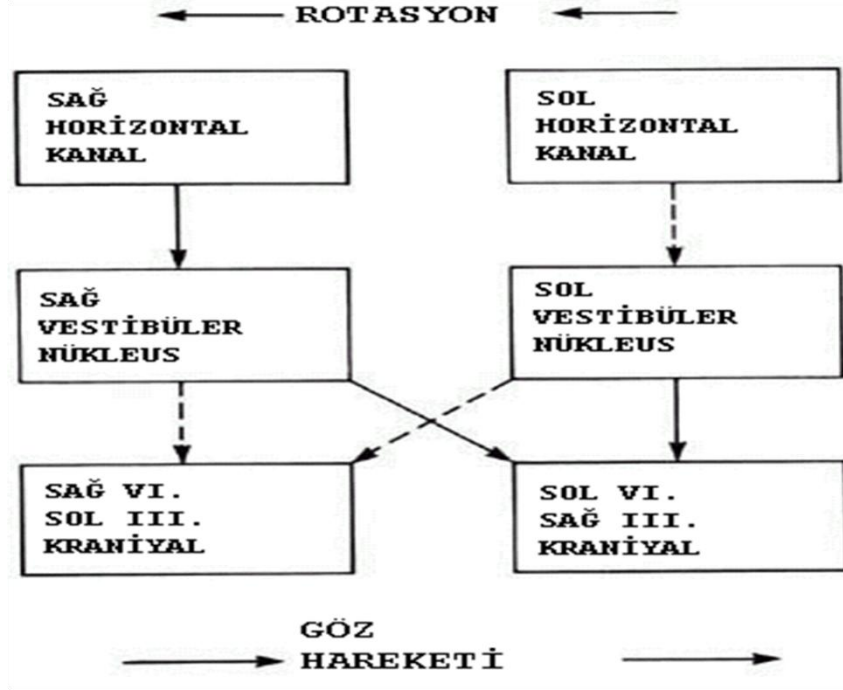 ROTASYON
SAĞ
HORİZONTAL
KANAL
SOL
HORİZONTAL
KANAL
SAĞ
VESTİBÜLER
NÜKLEUS
SOL
VESTİBÜLER
NÜKLEUS
SAĞ VI.
SOL III.
KRANİYAL
SOL VI.
SAĞ III.
KRANİYAL
GÖZ
HAREKETİ